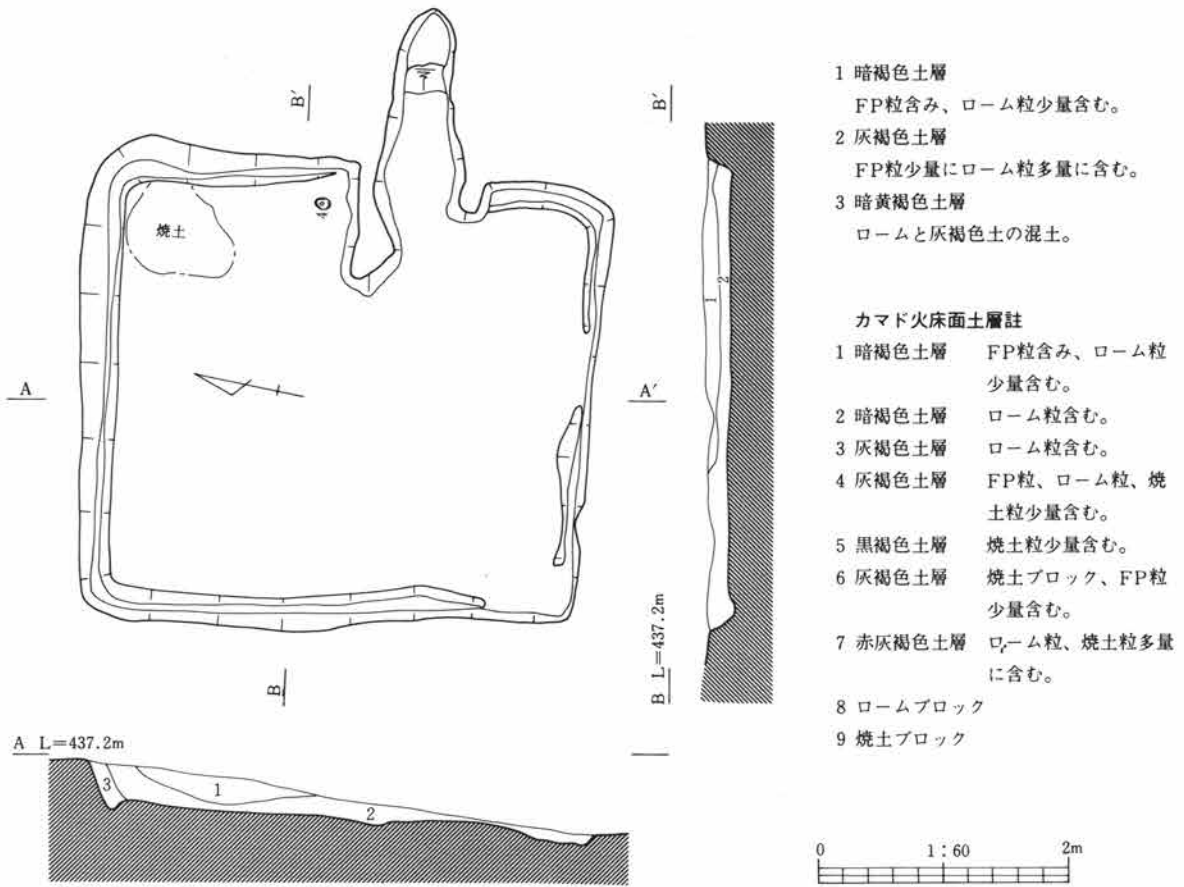 B′
B′
焼土
4
A
A′
B
B L=437.2m
A L=437.2m
1
2
3
1
2
1 暗褐色土層
FP粒含み、ローム粒少量含む。
2 灰褐色土層
FP粒少量にローム粒多量に含む。
3 暗黄褐色土層
ロームと灰褐色土の混土。
カマド火床面土層註
1 暗褐色土層 FP粒含み、ローム粒
少量含む。
2 暗褐色土層 ローム粒含む。
3 灰褐色土層 ローム粒含む。
4 灰褐色土層 FP粒、ローム粒、焼
土粒少量含む。
5 黒褐色土層 焼土粒少量含む。
6 灰褐色土層 焼土ブロック、FP粒
少量含む。
7 赤灰褐色土層 ローム粒、焼土粒多量
に含む。
8 ロームブロック
9 焼土ブロック
0 1:60 2m